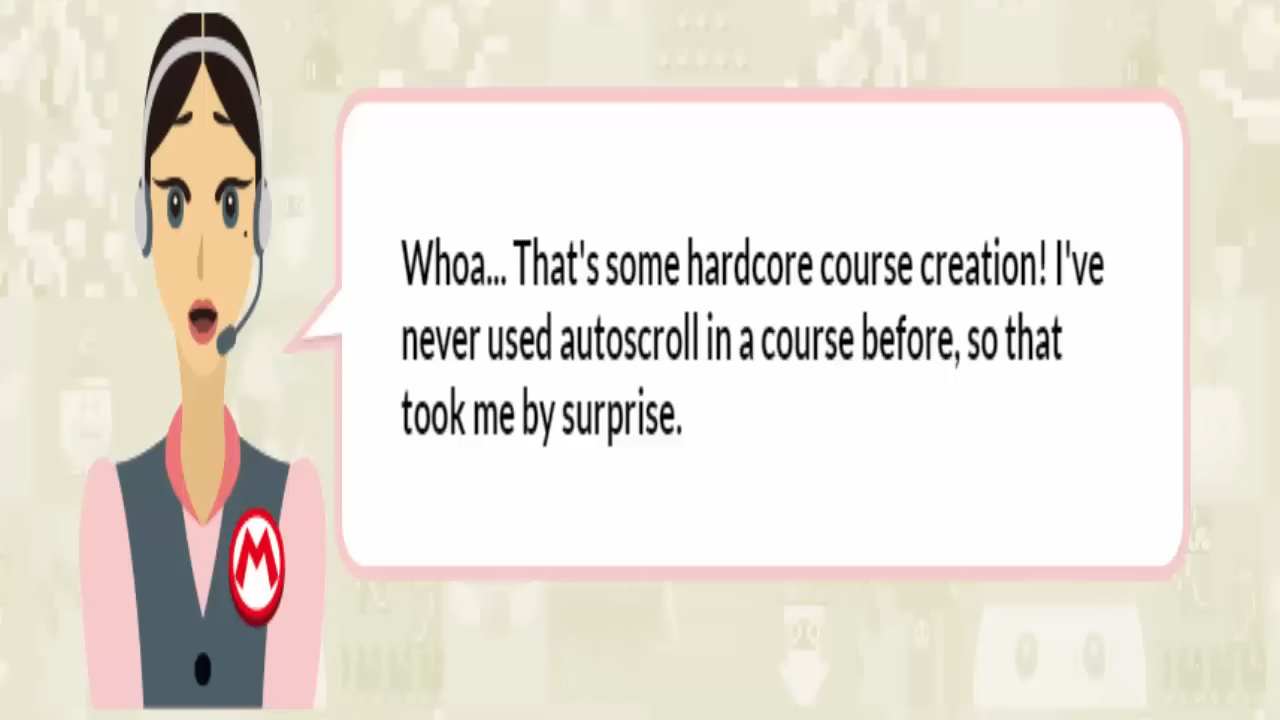 Whoa... That's some hardcore course creation! I've
never used autoscroll in a course before, so that
took me by surprise.
M